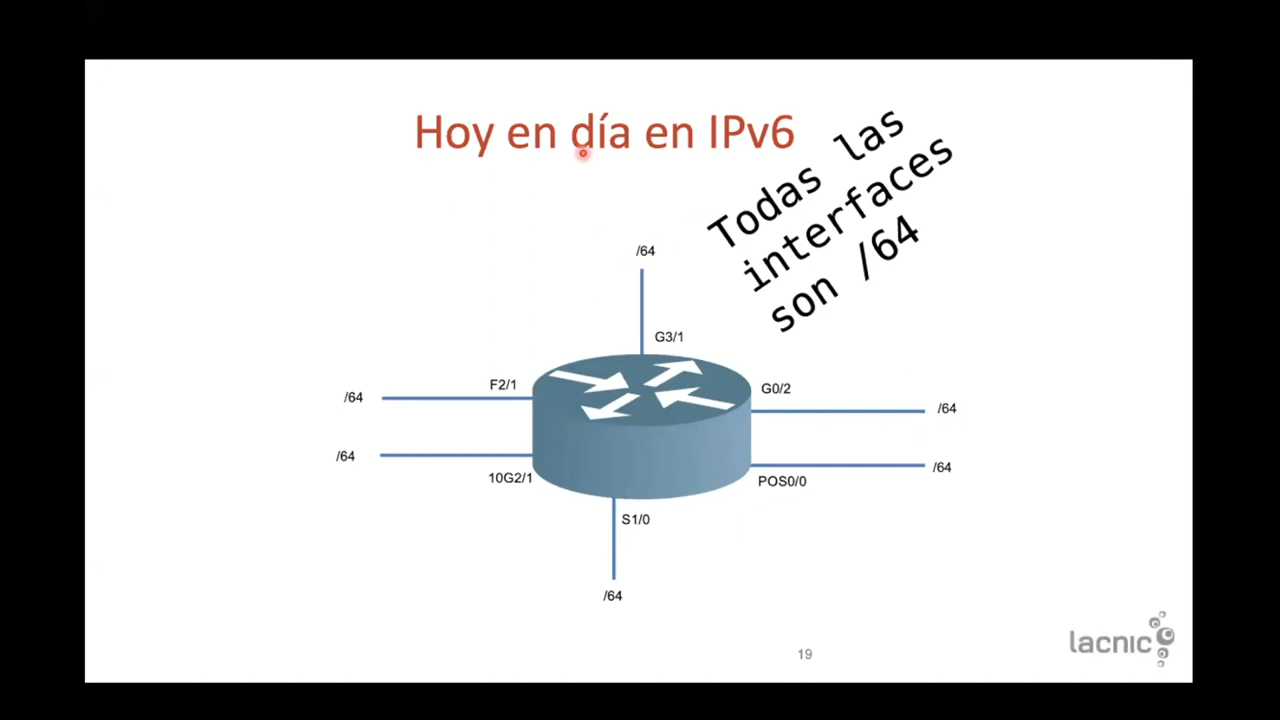 Hoy en día en IPv6
Todas las
interfaces
son /64
/64
G3/1
F2/1
G0/2
/64
/64
/64
/64
10G2/1
POS0/0
S1/0
/64
19
lacnic